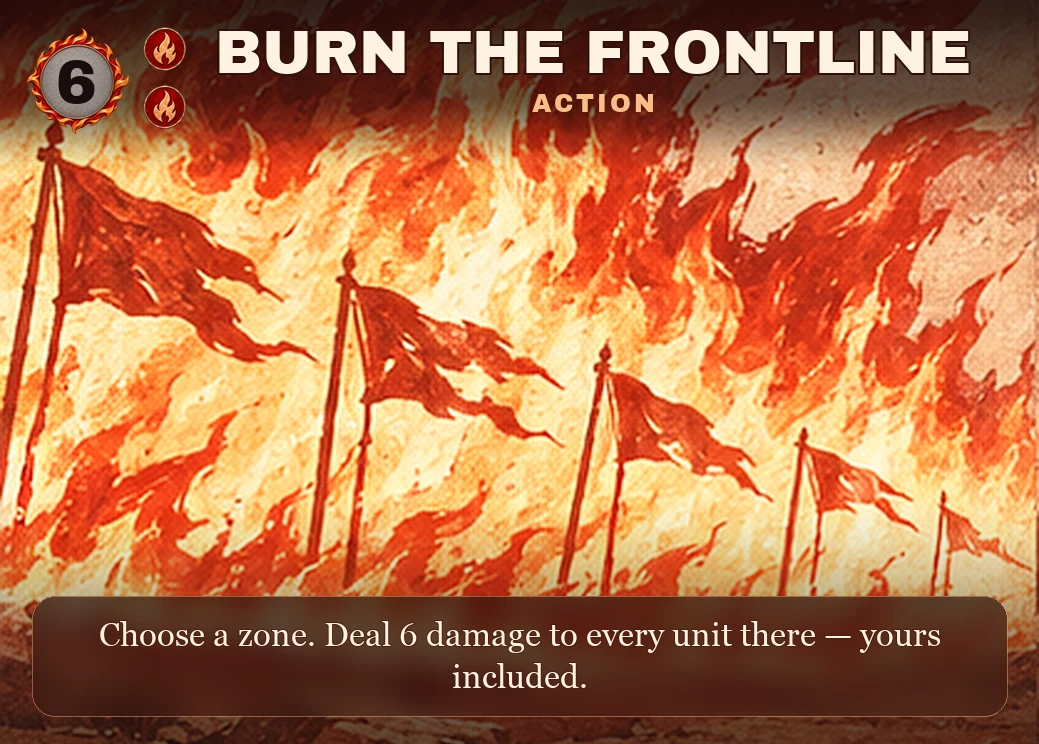 6
BURN THE FRONTLINE
ACTION
Choose a zone. Deal 6 damage to every unit there — yours
included.